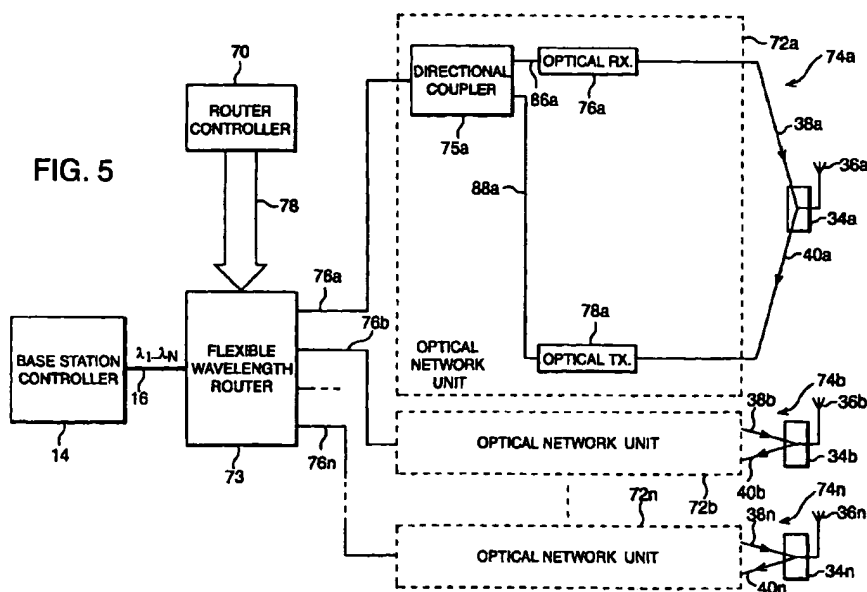 FIG. 5
70
ROUTER
CONTROLLER
78
BASE STATION
CONTROLLER
14
λ1...λN
16
FLEXIBLE
WAVELENGTH
ROUTER
73
76a
76b
76n
DIRECTIONAL
COUPLER
75a
86a
OPTICAL RX.
76a
88a
78a
OPTICAL TX.
OPTICAL
NETWORK
UNIT
72a
74a
38a
36a
34a
40a
OPTICAL NETWORK UNIT
72b
38b
74b
36b
34b
40b
OPTICAL NETWORK UNIT
72n
38n
74n
36n
34n
40n